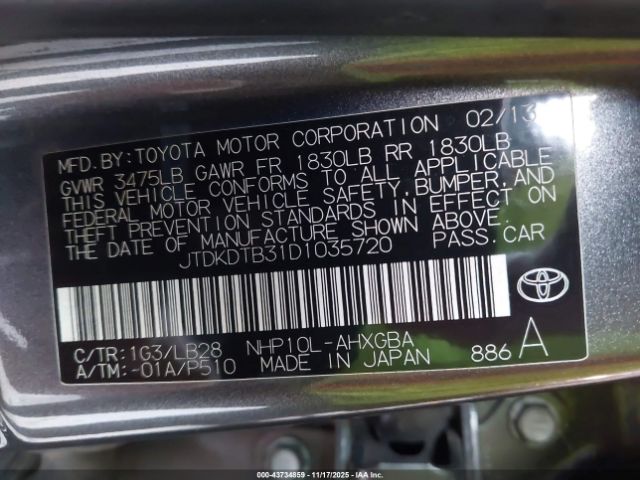 MFD. BY: TOYOTA MOTOR CORPORATION 02/13
GVWR 3475LB GAWR FR 1830LB RR 1830LB
THIS VEHICLE CONFORMS TO ALL APPLICABLE
FEDERAL MOTOR VEHICLE SAFETY, BUMPER, AND
THEFT PREVENTION STANDARDS IN EFFECT ON
THE DATE OF MANUFACTURE SHOWN ABOVE.
JTDKDTB31D1035720 PASS. CAR
C/TR: 1G3/LB28 NHP10L-AHXGBA
A/TM: -01A/P510 MADE IN JAPAN 886 A
000-43734859 - 11/17/2025 - IAA Inc.